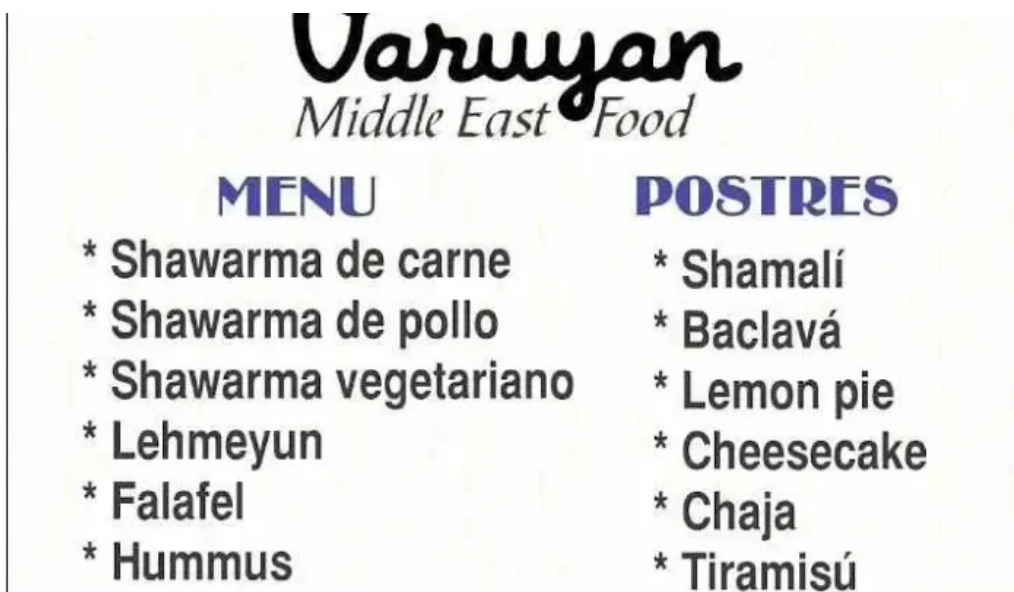 Varuyan
Middle East Food
MENU
* Shawarma de carne
* Shawarma de pollo
* Shawarma vegetariano
* Lehmeyun
* Falafel
* Hummus
POSTRES
* Shamalí
* Baclavá
* Lemon pie
* Cheesecake
* Chaja
* Tiramisú